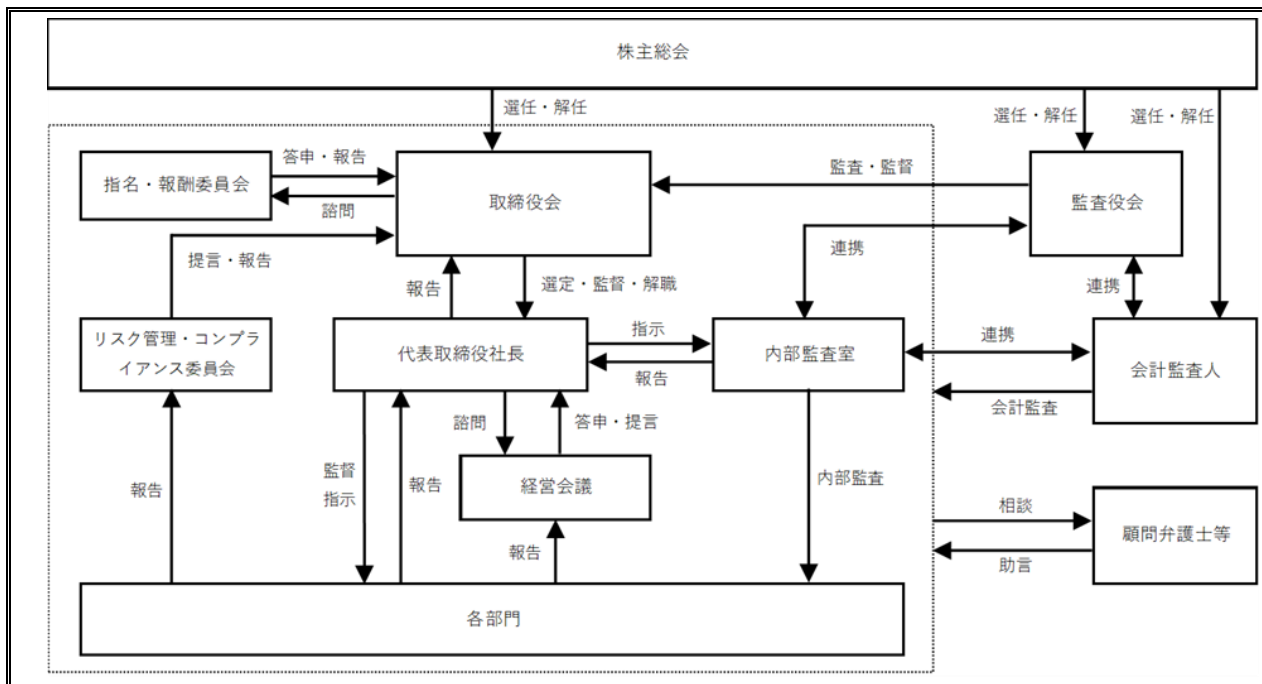 株主総会
選任・解任
選任・解任
選任・解任
指名・報酬委員会
答申・報告
諮問
取締役会
監査・監督
監査役会
提言・報告
報告
選定・監督・解職
連携
連携
リスク管理・コンプラ
イアンス委員会
代表取締役社長
指示
報告
内部監査室
連携
会計監査
会計監査人
諮問
答申・提言
報告
監督
指示
報告
経営会議
内部監査
報告
相談
助言
顧問弁護士等
各部門